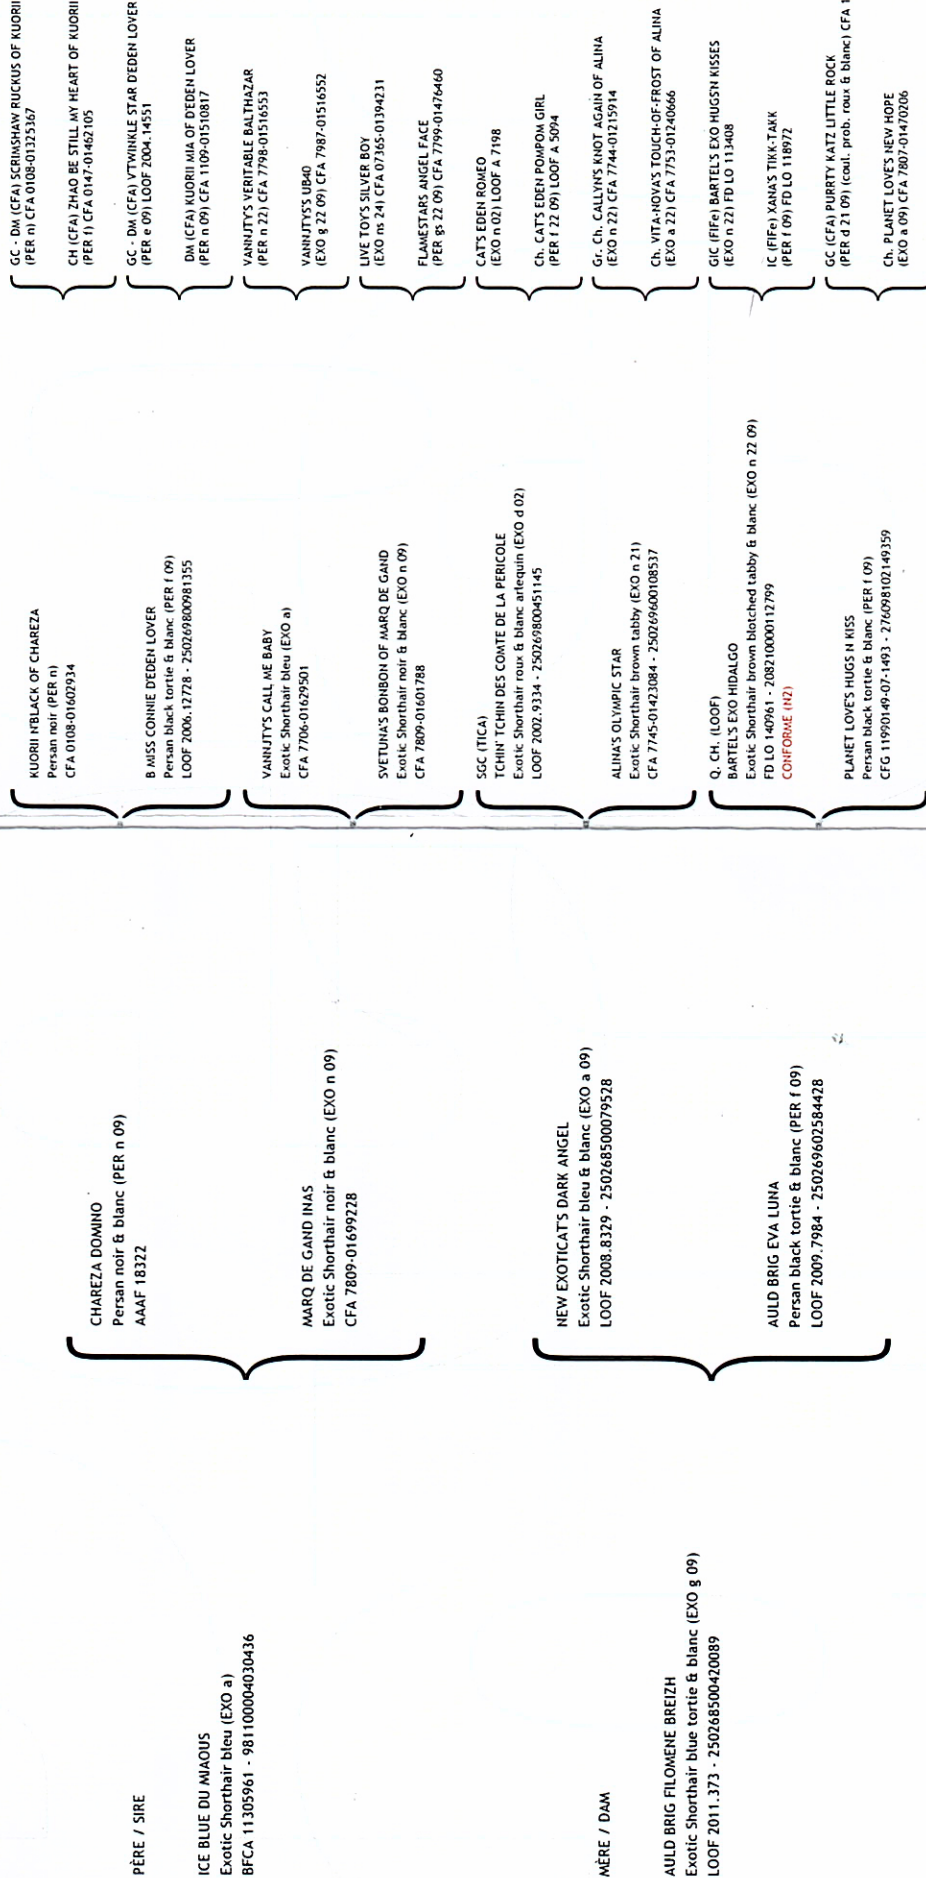 PÈRE / SIRE
ICE BLUE DU MIAOUS
Exotic Shorthair bleu (EXO a)
BFCA 11305961 - 981100004030436
MÈRE / DAM
AULD BRIG FILOMENE BREIZH
Exotic Shorthair blue tortie & blanc (EXO g 09)
LOOF 2011.373 - 250268500420089
CHAREZA DOMINO
Persan noir & blanc (PER n 09)
AAAF 18322
MARQ DE GAND INAS
Exotic Shorthair noir & blanc (EXO n 09)
CFA 7809-01699228
NEW EXOTICAT'S DARK ANGEL
Exotic Shorthair bleu & blanc (EXO a 09)
LOOF 2008.8329 - 250268500079528
AULD BRIG EVA LUNA
Persan black tortie & blanc (PER f 09)
LOOF 2009.7984 - 250269602584428
KUORII NTBLACK OF CHAREZA
Persan noir (PER n)
CFA 0108-01602934
B MISS CONNIE D'EDEN LOVER
Persan black tortie & blanc (PER f 09)
LOOF 2006.12728 - 250269800981355
VANNJTY'S CALL ME BABY
Exotic Shorthair bleu (EXO a)
CFA 7706-01629501
SVETUNA'S BONBON OF MARQ DE GAND
Exotic Shorthair noir & blanc (EXO n 09)
CFA 7809-01601788
SGC (TICA)
TCHIN' TCHIN DES COMTE DE LA PERICOLE
Exotic Shorthair roux & blanc arlequin (EXO d 02)
LOOF 2002.9334 - 250269800451145
ALINA'S OLYMPIC STAR
Exotic Shorthair brown tabby (EXO n 21)
CFA 7745-01423084 - 250269600108537
Q. CH. (LOOF)
BARTEL'S EXO HIDALGO
Exotic Shorthair brown blotched tabby & blanc (EXO n 22 09)
FD LO 140961 - 208210000112799
CONFORME (N2)
PLANET LOVE'S HUGS N KISS
Persan black tortie & blanc (PER f 09)
CFG 11990149-07-1493 - 276098102149359
GC - DM (CFA) SCRIMSHAW RUCKUS OF KUORII
(PER n) CFA 0108-01325367
CH (CFA) ZHAO BE STILL MY HEART OF KUORII
(PER f) CFA 0147-01462105
GC - DM (CFA) VTWINKLE STAR D'EDEN LOVER
(PER e 09) LOOF 2004.14551
DM (CFA) KUORII MIA OF D'EDEN LOVER
(PER n 09) CFA 1109-01510817
VANNJTY'S VERITABLE BALTHAZAR
(PER n 22) CFA 7798-01516553
VANNJTY'S UB40
(EXO g 22 09) CFA 7987-01516552
LIVE TOY'S SILVER BOY
(EXO ns 24) CFA 07365-01394231
FLAMESTARS ANGEL FACE
(PER gs 22 09) CFA 7799-01476460
CAT'S EDEN ROMEO
(EXO n 02) LOOF A 7198
Ch. CAT'S EDEN POMPOM GIRL
(PER f 22 09) LOOF A 5094
Gr. Ch. CALLYN'S KNOT AGAIN OF ALINA
(EXO n 22) CFA 7744-01215914
Ch. VITA-NOVA'S TOUCH-OF-FROST OF ALINA
(EXO a 22) CFA 7753-01240666
GIC (FIFe) BARTEL'S EXO HUGS'N KISSES
(EXO n 22) FD LO 113408
IC (FIFe) XANA'S TIKK-TAKK
(PER f 09) FD LO 118972
GC (CFA) PURRTY KATZ LITTLE ROCK
(PER d 21 09) (coul. prob. roux & blanc) CFA 1
Ch. PLANET LOVE'S NEW HOPE
(EXO a 09) CFA 7807-01470206